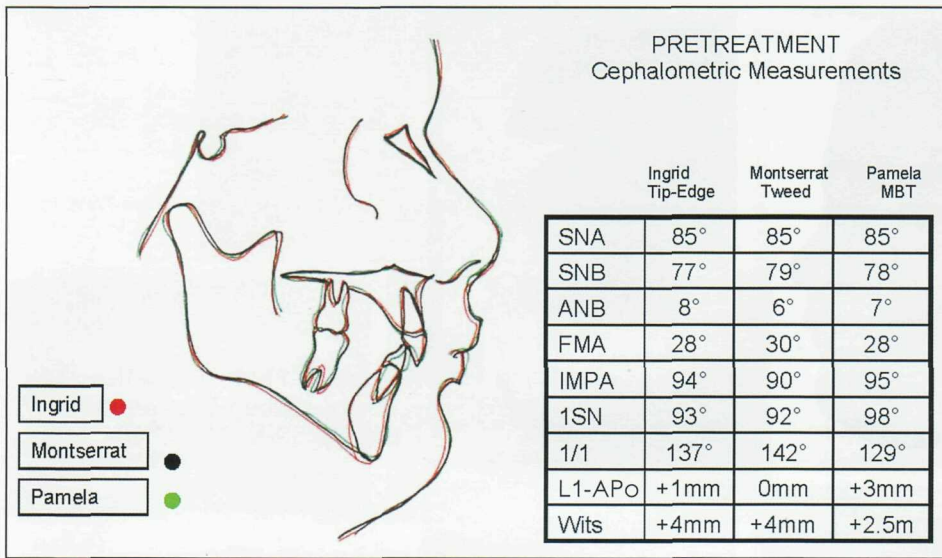 PRETREATMENT
Cephalometric Measurements
Ingrid Tip-Edge Montserrat Tweed Pamela MBT
SNA 85° 85° 85°
SNB 77° 79° 78°
ANB 8° 6° 7°
FMA 28° 30° 28°
IMPA 94° 90° 95°
1SN 93° 92° 98°
1/1 137° 142° 129°
L1-APo +1mm 0mm +3mm
Wits +4mm +4mm +2.5m
Ingrid
Montserrat
Pamela